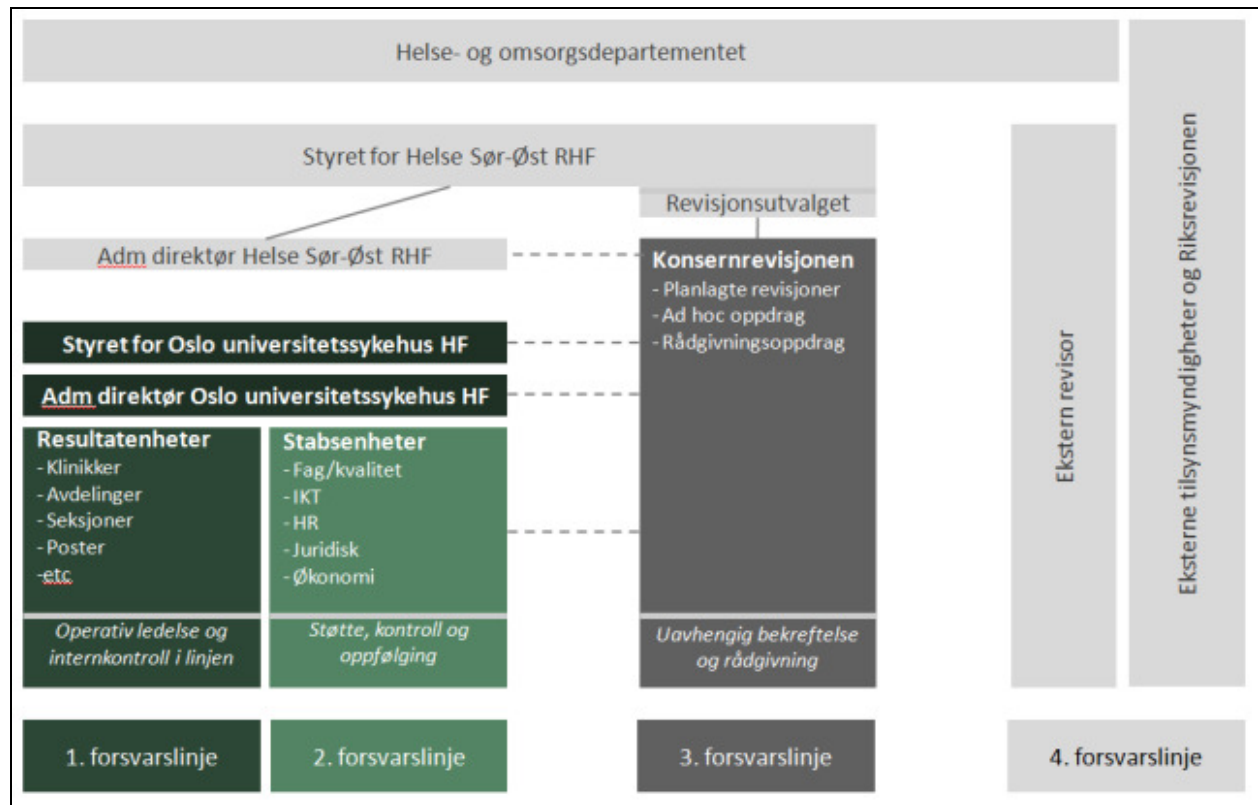 Helse- og omsorgsdepartementet
Styret for Helse Sør-Øst RHF
Revisjonsutvalget
Adm direktør Helse Sør-Øst RHF
Styret for Oslo universitetssykehus HF
Adm direktør Oslo universitetssykehus HF
Resultatenheter
- Klinikker
- Avdelinger
- Seksjoner
- Poster
-etc
Operativ ledelse og
internkontroll i linjen
Stabsenheter
- Fag/kvalitet
- IKT
- HR
- Juridisk
- Økonomi
Støtte, kontroll og
oppfølging
Konsernrevisjonen
- Planlagte revisjoner
- Ad hoc oppdrag
- Rådgivningsoppdrag
Uavhengig bekreftelse
og rådgivning
Ekstern revisor
Eksterne tilsynsmyndigheter og Riksrevisjonen
1. forsvarslinje
2. forsvarslinje
3. forsvarslinje
4. forsvarslinje